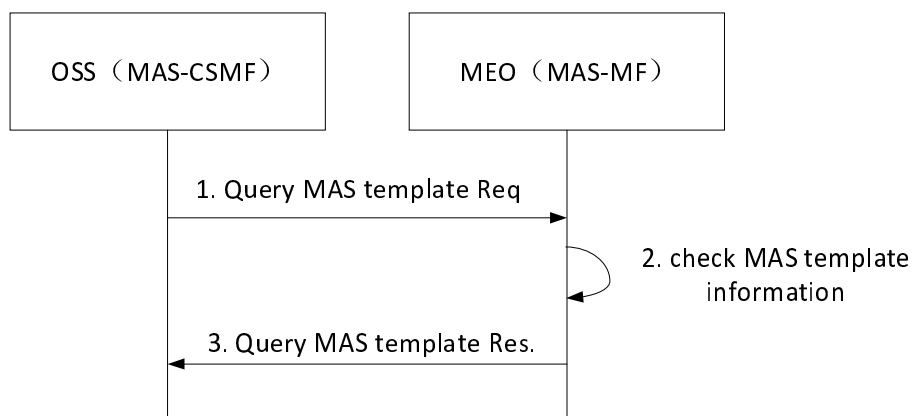 OSS（MAS-CSMF）
MEO（MAS-MF）
1. Query MAS template Req
2. check MAS template
information
3. Query MAS template Res.